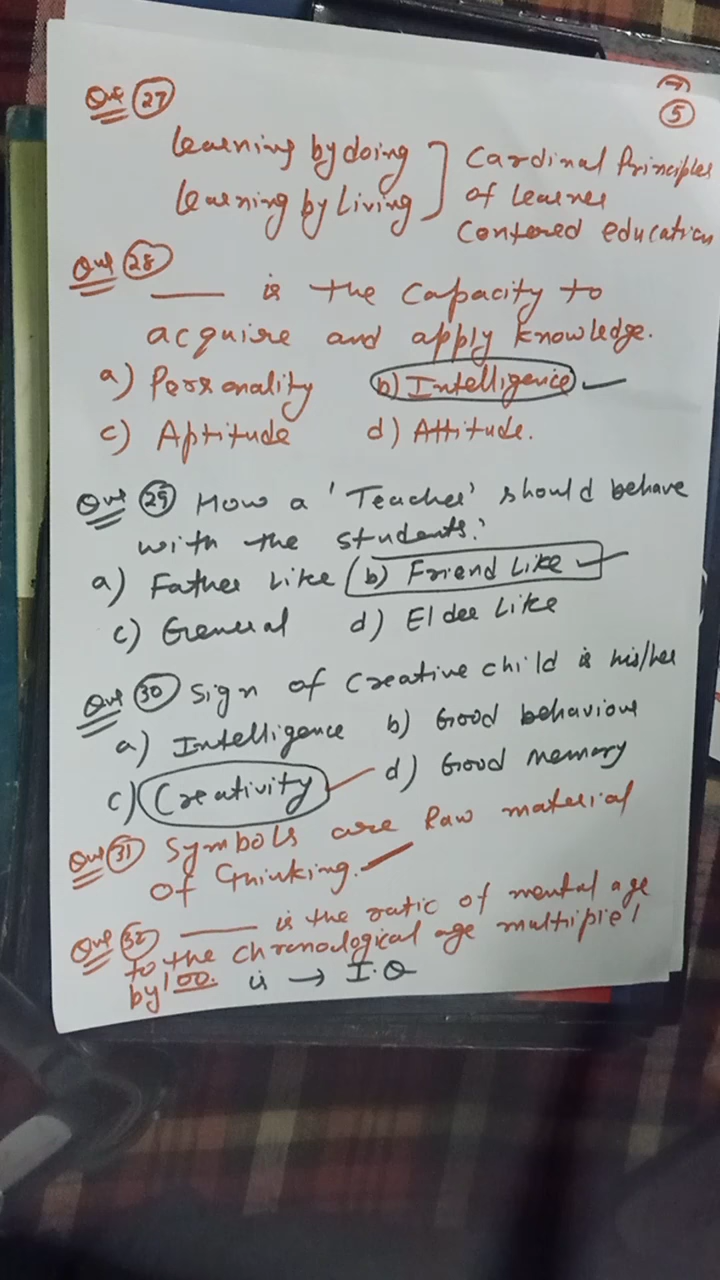 Que 27
5
Learning by doing
Learning by Living
Cardinal Principles
of Learner
Centered education
Que 28
____ is the Capacity to
acquire and apply knowledge.
a) Personality b) Intelligence
c) Aptitude d) Attitude.
Que 29 How a 'Teacher' should behave
with the students?
a) Father Like (b) Friend Like
c) General d) Elder Like
Que 30 Sign of Creative child is his/her
a) Intelligence b) Good behaviour
c) Creativity d) Good memory
Que 31 Symbols are Raw material
of thinking.
Que 32 ____ is the ratio of mental age
to the chronological age multiple
by 100. is → I.Q